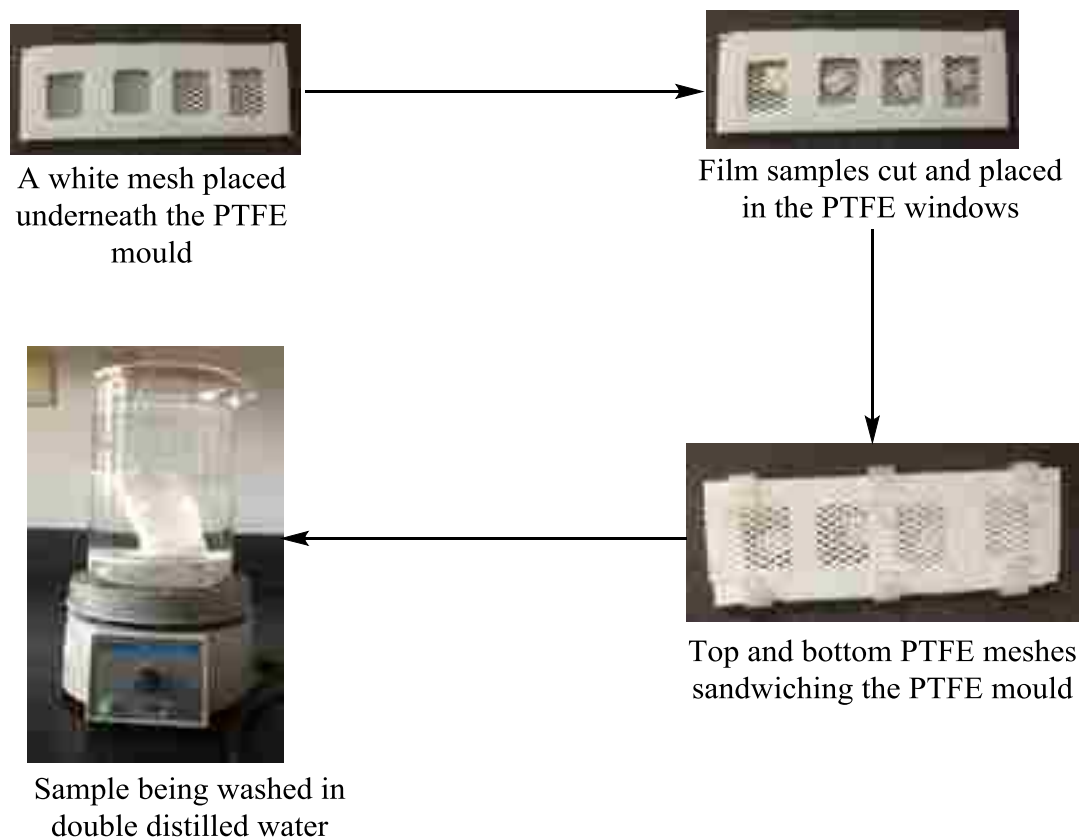 A white mesh placed
underneath the PTFE
mould
Film samples cut and placed
in the PTFE windows
Top and bottom PTFE meshes
sandwiching the PTFE mould
Sample being washed in
double distilled water